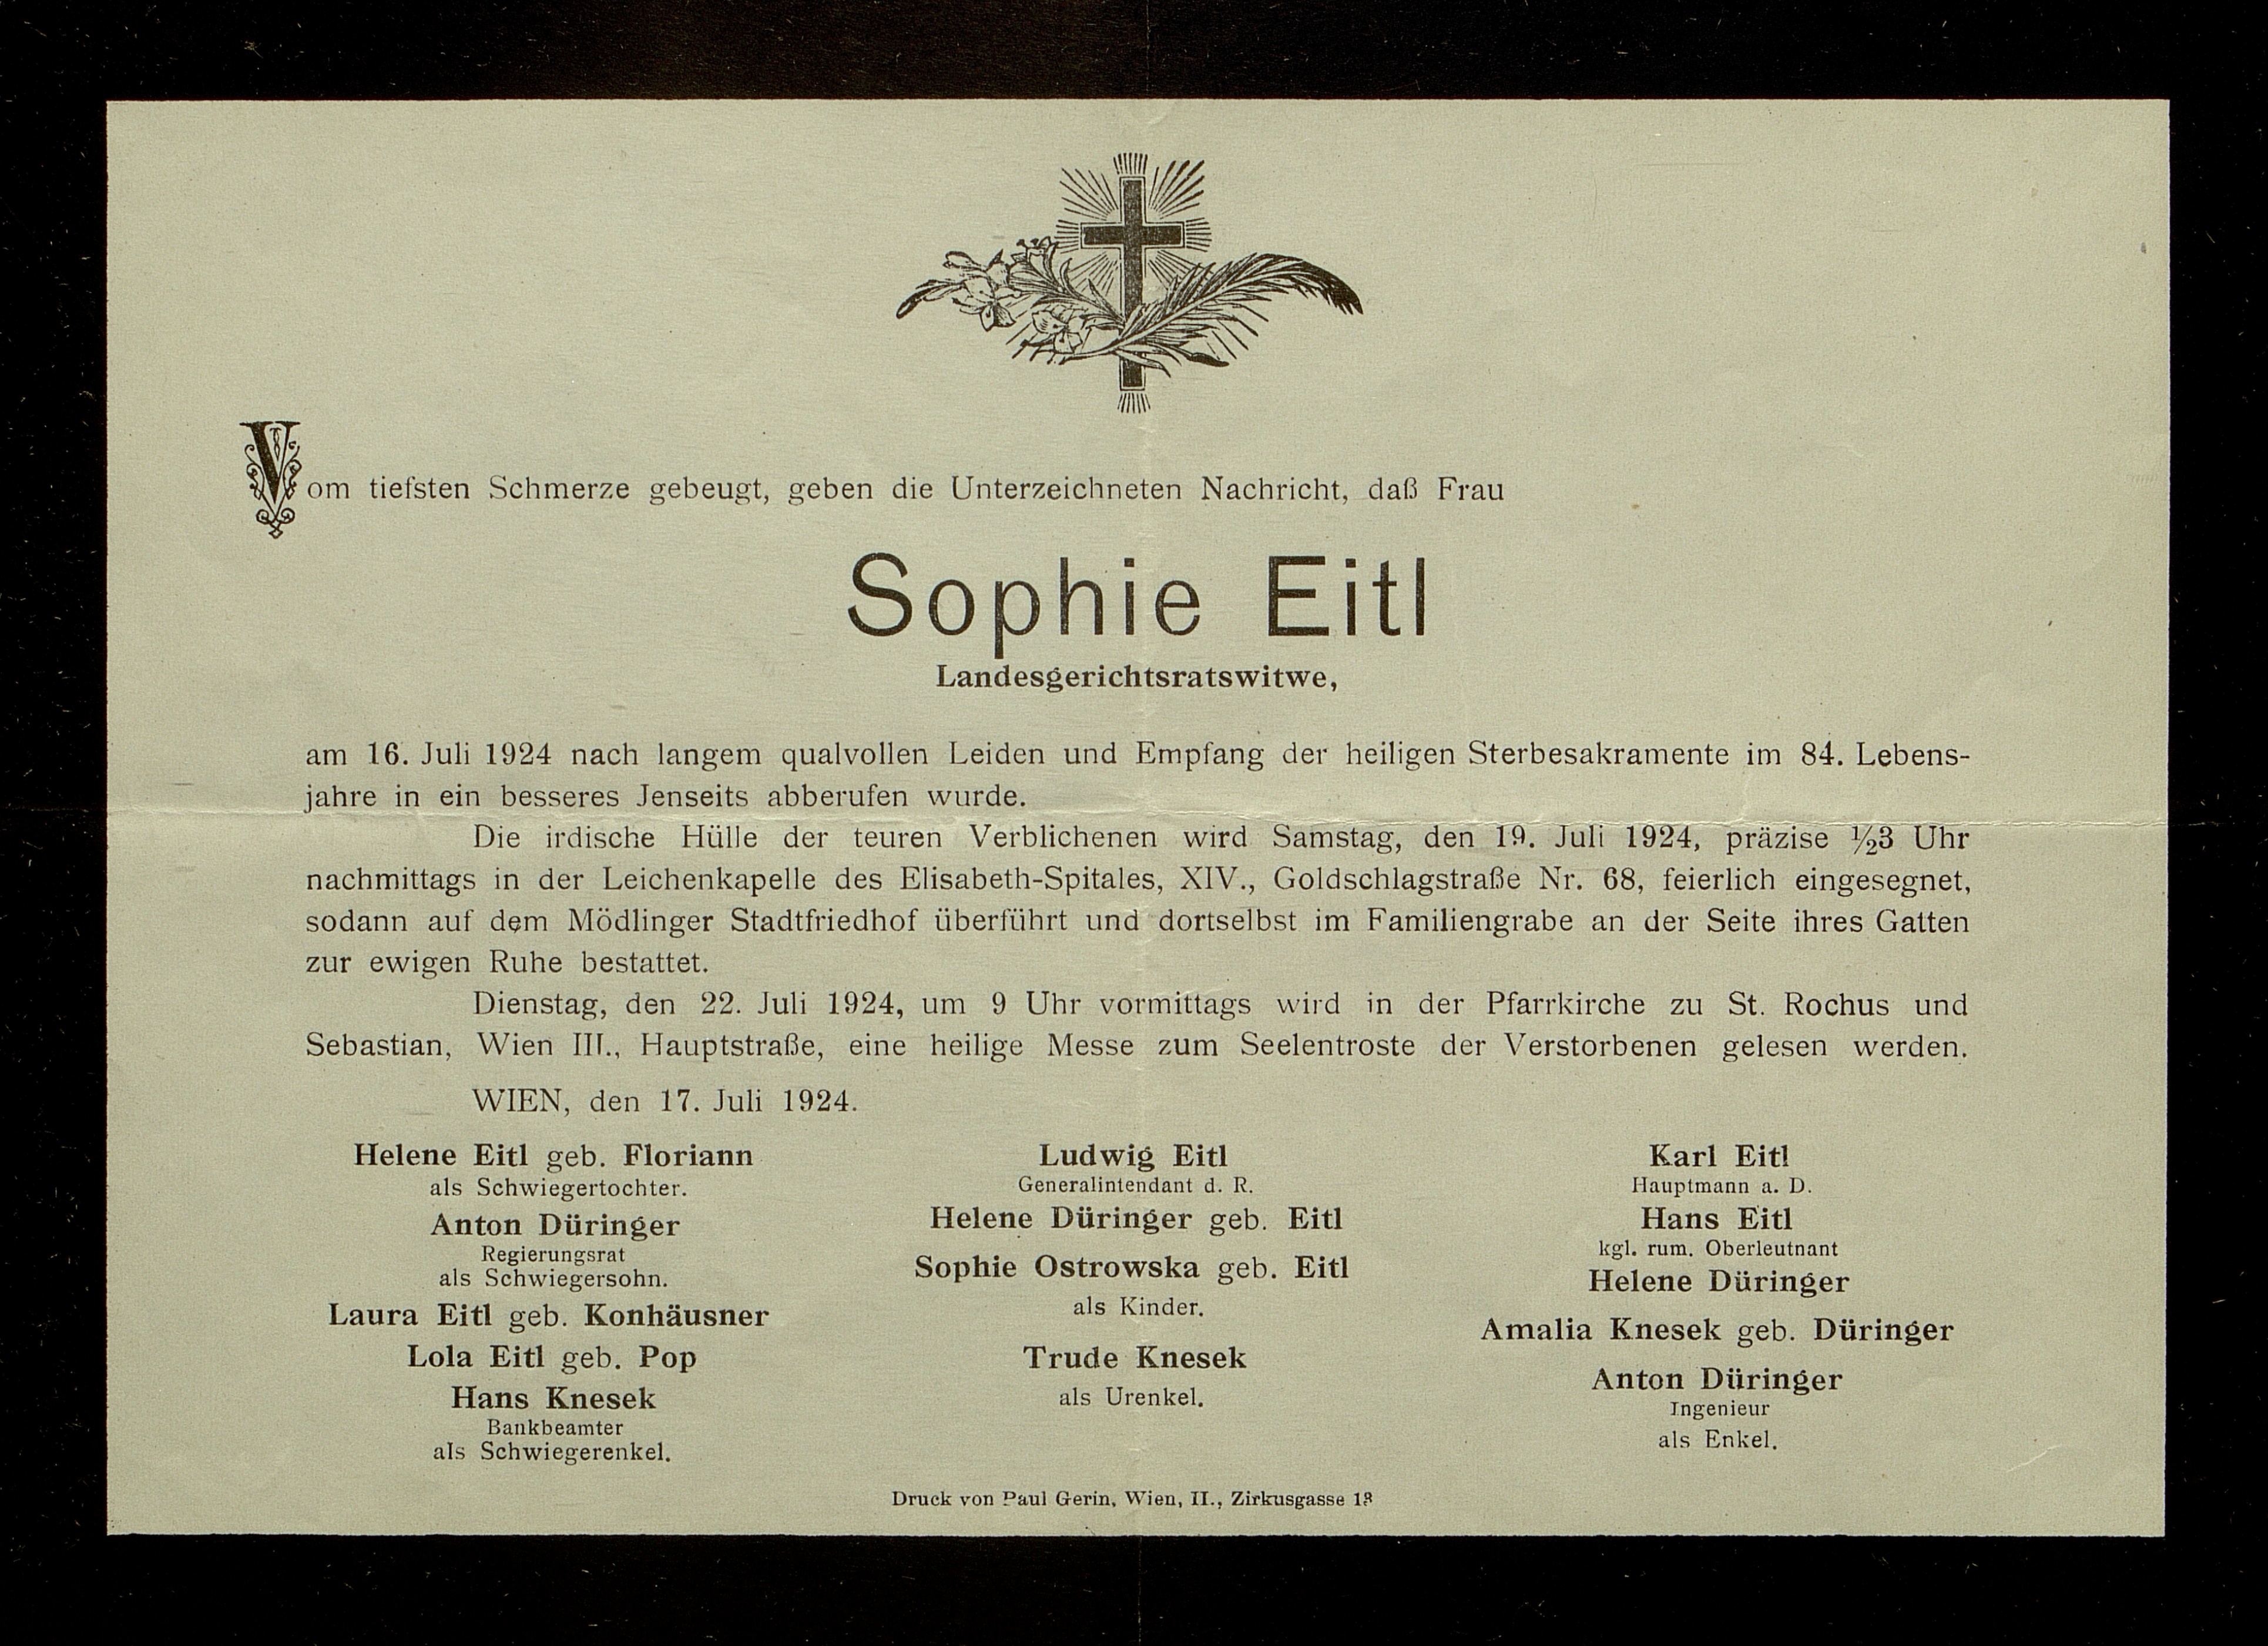 Vom tiefsten Schmerze gebeugt, geben die Unterzeichneten Nachricht, daß Frau
Sophie Eitl
Landesgerichtsratswitwe,
am 16. Juli 1924 nach langem qualvollen Leiden und Empfang der heiligen Sterbesakramente im 84. Lebens-
jahre in ein besseres Jenseits abberufen wurde.
Die irdische Hülle der teuren Verblichenen wird Samstag, den 19. Juli 1924, präzise ½3 Uhr
nachmittags in der Leichenkapelle des Elisabeth-Spitales, XIV., Goldschlagstraße Nr. 68, feierlich eingesegnet,
sodann auf dem Mödlinger Stadtfriedhof überführt und dortselbst im Familiengrabe an der Seite ihres Gatten
zur ewigen Ruhe bestattet.
Dienstag, den 22. Juli 1924, um 9 Uhr vormittags wird in der Pfarrkirche zu St. Rochus und
Sebastian, Wien III., Hauptstraße, eine heilige Messe zum Seelentroste der Verstorbenen gelesen werden.
WIEN, den 17. Juli 1924.
Helene Eitl geb. Floriann
als Schwiegertochter.
Anton Düringer
Regierungsrat
als Schwiegersohn.
Laura Eitl geb. Konhäusner
Lola Eitl geb. Pop
Hans Knesek
Bankbeamter
als Schwiegerenkel.
Ludwig Eitl
Generalintendant d. R.
Helene Düringer geb. Eitl
Sophie Ostrowska geb. Eitl
als Kinder.
Trude Knesek
als Urenkel.
Karl Eitl
Hauptmann a. D.
Hans Eitl
kgl. rum. Oberleutnant
Helene Düringer
Amalia Knesek geb. Düringer
Anton Düringer
Ingenieur
als Enkel.
Druck von Paul Gerin, Wien, II., Zirkusgasse